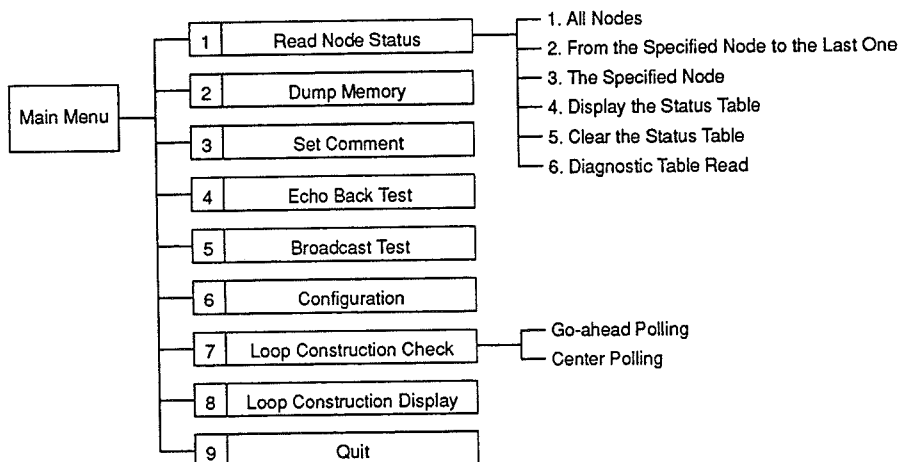 Main Menu
1 Read Node Status
1. All Nodes
2. From the Specified Node to the Last One
3. The Specified Node
4. Display the Status Table
5. Clear the Status Table
6. Diagnostic Table Read
2 Dump Memory
3 Set Comment
4 Echo Back Test
5 Broadcast Test
6 Configuration
7 Loop Construction Check
Go-ahead Polling
Center Polling
8 Loop Construction Display
9 Quit